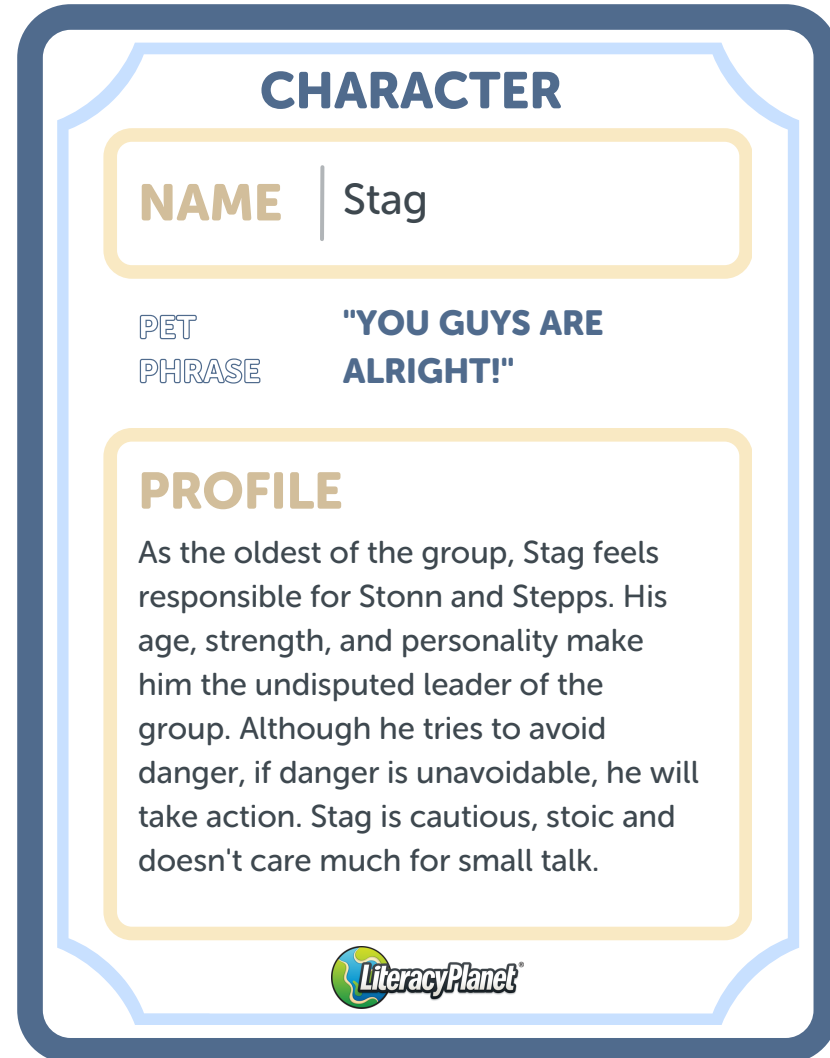 CHARACTER
NAME
Stag
PET
PHRASE
"YOU GUYS ARE
ALRIGHT!"
PROFILE
As the oldest of the group, Stag feels
responsible for Stonn and Stepps. His
age, strength, and personality make
him the undisputed leader of the
group. Although he tries to avoid
danger, if danger is unavoidable, he will
take action. Stag is cautious, stoic and
doesn't care much for small talk.
LiteracyPlanet®